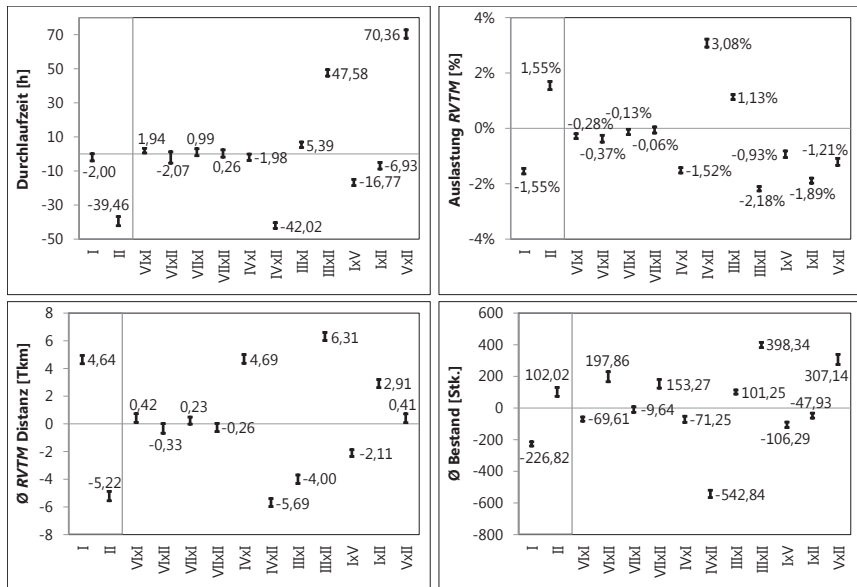 Durchlaufzeit [h]
70
50
30
10
-10
-30
-50
-2,00
-39,46
1,94
-2,07
0,99
0,26
-1,98
-42,02
5,39
47,58
-16,77
-6,93
70,36
I
II
VIxI
VIxII
VIIxI
VIIxII
IVxI
IVxII
IIIxI
IIIxII
IxV
IxII
VxII
Auslastung RVTM [%]
4%
2%
0%
-2%
-4%
-1,55%
1,55%
-0,28%
-0,37%
-0,13%
-0,06%
-1,52%
3,08%
1,13%
-2,18%
-0,93%
-1,89%
-1,21%
I
II
VIxI
VIxII
VIIxI
VIIxII
IVxI
IVxII
IIIxI
IIIxII
IxV
IxII
VxII
Ø RVTM Distanz [Tkm]
8
6
4
2
0
-2
-4
-6
-8
4,64
-5,22
0,42
-0,33
0,23
-0,26
4,69
-5,69
-4,00
6,31
-2,11
2,91
0,41
I
II
VIxI
VIxII
VIIxI
VIIxII
IVxI
IVxII
IIIxI
IIIxII
IxV
IxII
VxII
Ø Bestand [Stk.]
600
400
200
0
-200
-400
-600
-800
-226,82
102,02
-69,61
197,86
-9,64
153,27
-71,25
-542,84
101,25
398,34
-106,29
-47,93
307,14
I
II
VIxI
VIxII
VIIxI
VIIxII
IVxI
IVxII
IIIxI
IIIxII
IxV
IxII
VxII